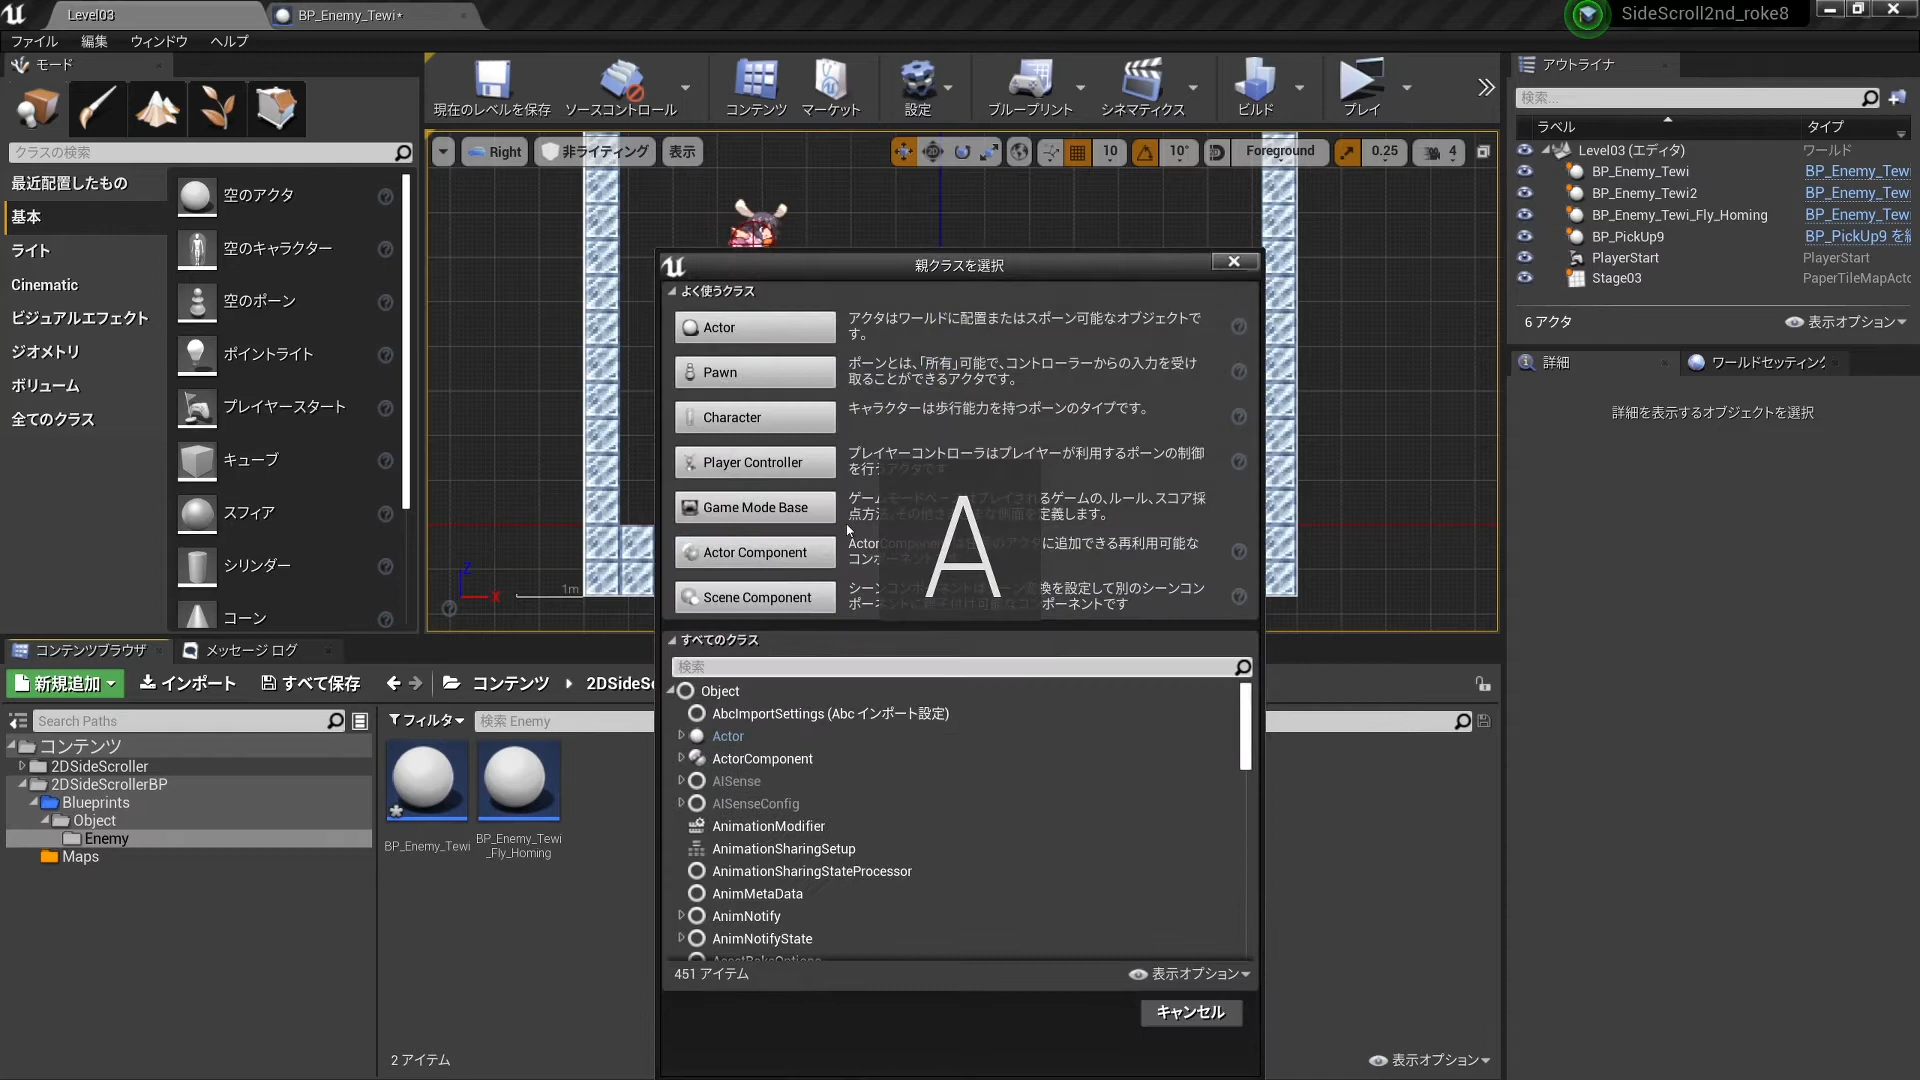 Level03
BP_Enemy_Tewi*
SideScroll2nd_roke8
ファイル 編集 ウィンドウ ヘルプ
モード
クラスの検索
最近配置したもの
基本
ライト
Cinematic
ビジュアルエフェクト
ジオメトリ
ボリューム
全てのクラス
空のアクタ
空のキャラクター
空のポーン
ポイントライト
プレイヤースタート
キューブ
スフィア
シリンダー
コーン
現在のレベルを保存 ソースコントロール コンテンツ マーケット 設定 ブループリント シネマティクス ビルド プレイ
Right 非ライティング 表示 10 10° Foreground 0.25 4
Z
X
1m
親クラスを選択
よく使うクラス
Actor
アクタはワールドに配置またはスポーン可能なオブジェクトで
す。
Pawn
ポーンとは、「所有」可能で、コントローラーからの入力を受け
取ることができるアクタです。
Character
キャラクターは歩行能力を持つポーンのタイプです。
Player Controller
プレイヤーコントローラはプレイヤーが利用するポーンの制御
を行うアクタです
Game Mode Base
ゲームモードベースはプレイされるゲームの、ルール、スコア採
点方法、その他さまざまな側面を定義します。
Actor Component
ActorComponent は任意のアクタに追加できる再利用可能な
コンポーネント
Scene Component
シーンコンポーネントはシーン変換を設定して別のシーンコン
ポーネントに親子付け可能なコンポーネントです
A
すべてのクラス
検索
Object
AbcImportSettings (Abc インポート設定)
Actor
ActorComponent
AISense
AISenseConfig
AnimationModifier
AnimationSharingSetup
AnimationSharingStateProcessor
AnimMetaData
AnimNotify
AnimNotifyState
AssetBakeOptions
451 アイテム
表示オプション
キャンセル
アウトライナ
検索...
ラベル タイプ
Level03 (エディタ) ワールド
BP_Enemy_Tewi BP_Enemy_Tewi
BP_Enemy_Tewi2 BP_Enemy_Tew
BP_Enemy_Tewi_Fly_Homing BP_Enemy_Tew
BP_PickUp9 BP_PickUp9 を
PlayerStart PlayerStart
Stage03 PaperTileMapActo
6 アクタ
表示オプション
詳細
ワールドセッティング
詳細を表示するオブジェクトを選択
コンテンツブラウザ
メッセージ ログ
新規追加 インポート すべて保存 コンテンツ 2DSideSc
Search Paths
フィルタ
検索 Enemy
コンテンツ
2DSideScroller
2DSideScrollerBP
Blueprints
Object
Enemy
Maps
BP_Enemy_Tewi
BP_Enemy_Tewi
_Fly_Homing
2 アイテム
表示オプション